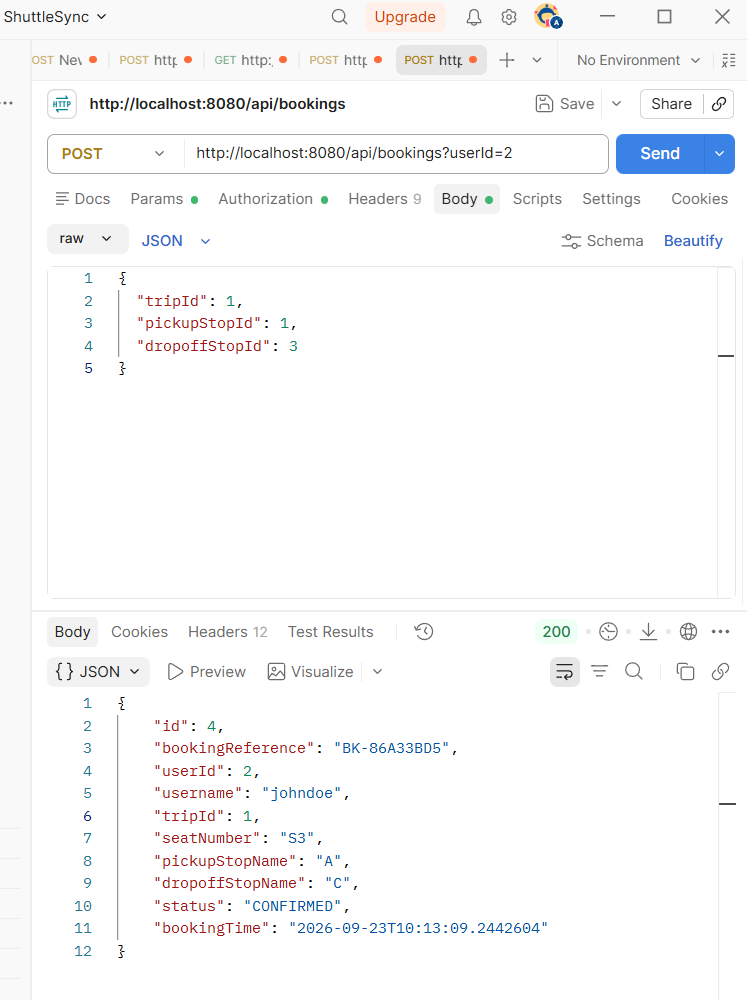 ShuttleSync Upgrade A
OST Nev POST http GET http: POST http POST http No Environment
HTTP http://localhost:8080/api/bookings Save Share
POST http://localhost:8080/api/bookings?userId=2 Send
Docs Params Authorization Headers 9 Body Scripts Settings Cookies
raw JSON Schema Beautify
1 {
2 "tripId": 1,
3 "pickupStopId": 1,
4 "dropoffStopId": 3
5 }
Body Cookies Headers 12 Test Results 200
{} JSON Preview Visualize
1 {
2 "id": 4,
3 "bookingReference": "BK-86A33BD5",
4 "userId": 2,
5 "username": "johndoe",
6 "tripId": 1,
7 "seatNumber": "S3",
8 "pickupStopName": "A",
9 "dropoffStopName": "C",
10 "status": "CONFIRMED",
11 "bookingTime": "2026-09-23T10:13:09.2442604"
12 }